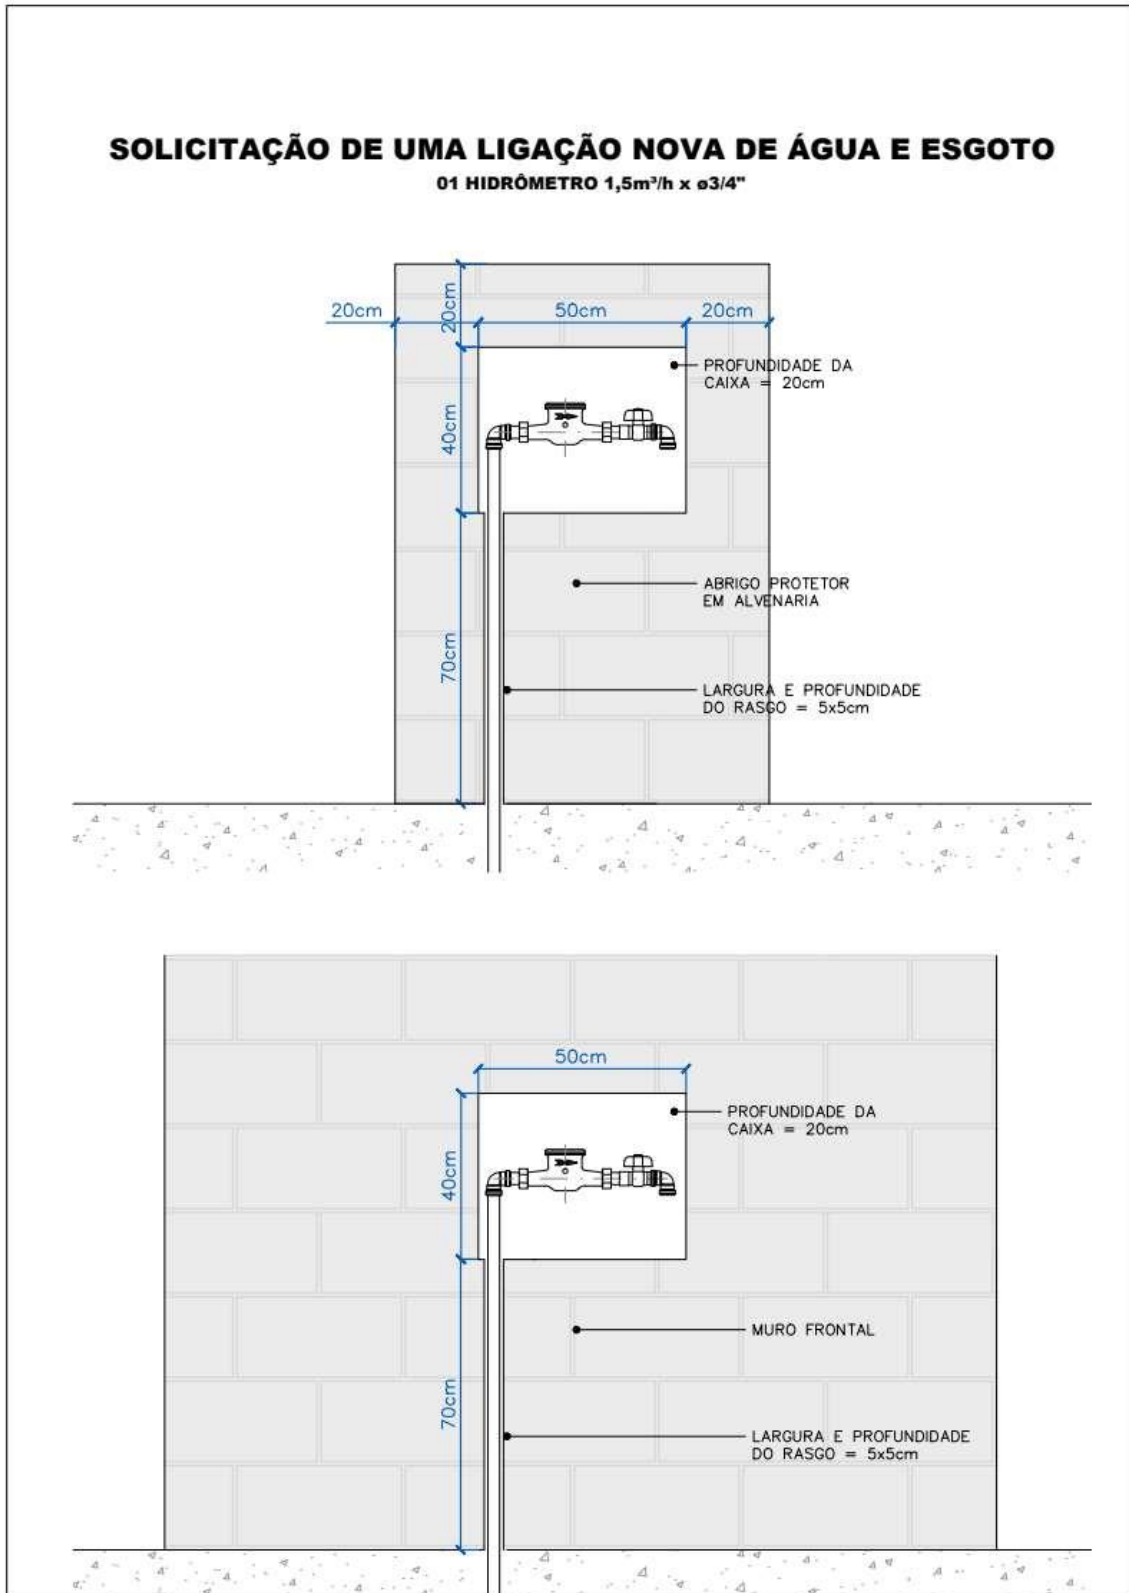 SOLICITAÇÃO DE UMA LIGAÇÃO NOVA DE ÁGUA E ESGOTO
01 HIDRÔMETRO 1,5m³/h x ø3/4"
20cm
20cm
50cm
20cm
PROFUNDIDADE DA
CAIXA = 20cm
40cm
ABRIGO PROTETOR
EM ALVENARIA
70cm
LARGURA E PROFUNDIDADE
DO RASGO = 5x5cm
50cm
PROFUNDIDADE DA
CAIXA = 20cm
40cm
MURO FRONTAL
70cm
LARGURA E PROFUNDIDADE
DO RASGO = 5x5cm